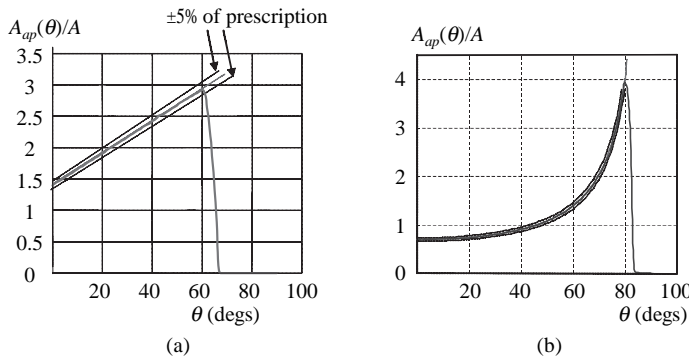 A_ap(θ)/A
±5% of prescription
3.5
3
2.5
2
1.5
1
0.5
0
20 40 60 80 100
θ (degs)
(a)
A_ap(θ)/A
4
3
2
1
0
20 40 60 80 100
θ (degs)
(b)